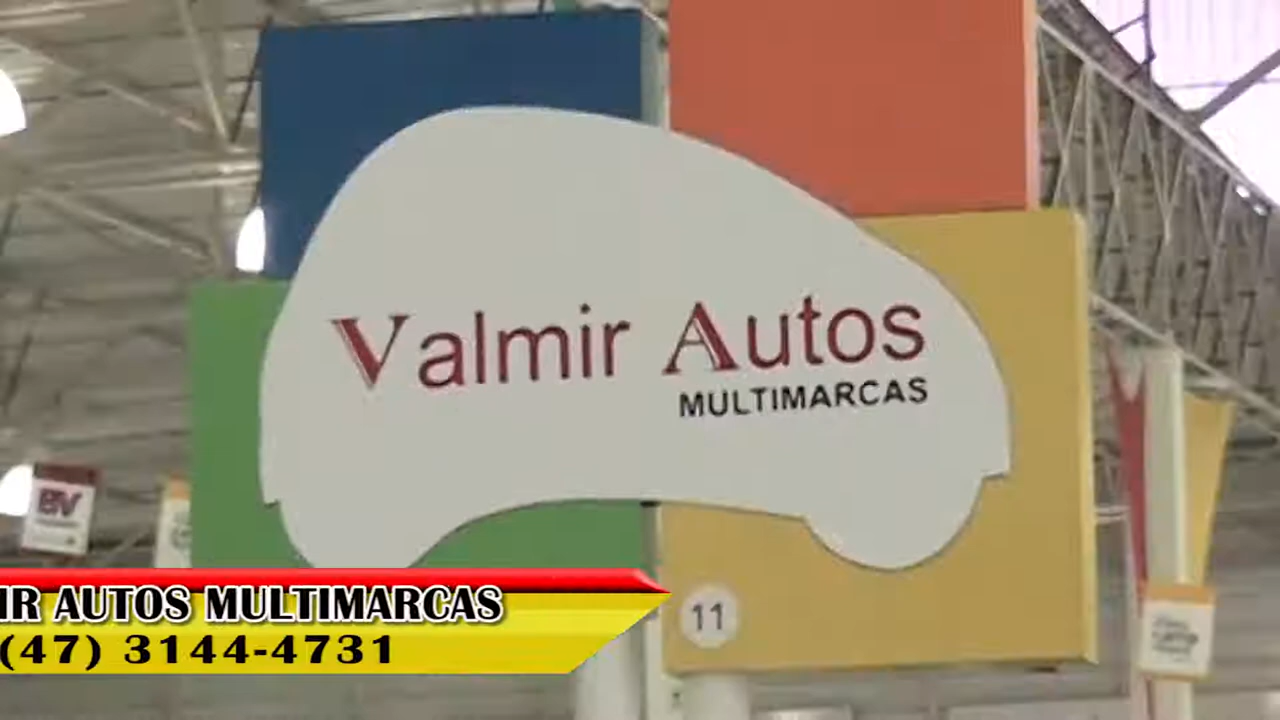 Valmir Autos
MULTIMARCAS
BV
11
IR AUTOS MULTIMARCAS
(47) 3144-4731